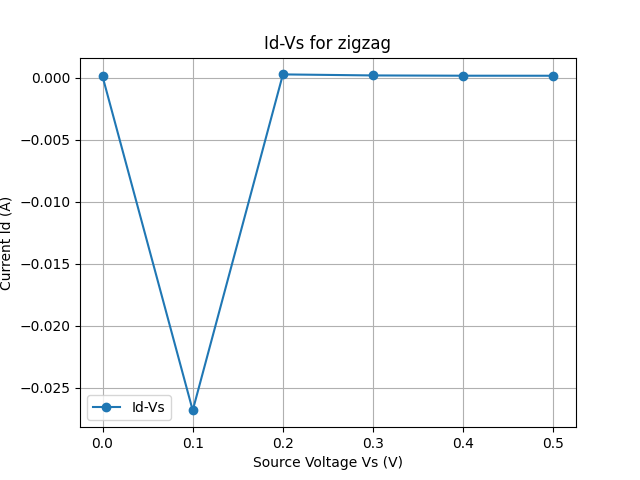 Id-Vs for zigzag
0.000
−0.005
−0.010
−0.015
−0.020
−0.025
Current Id (A)
Id-Vs
0.0 0.1 0.2 0.3 0.4 0.5
Source Voltage Vs (V)